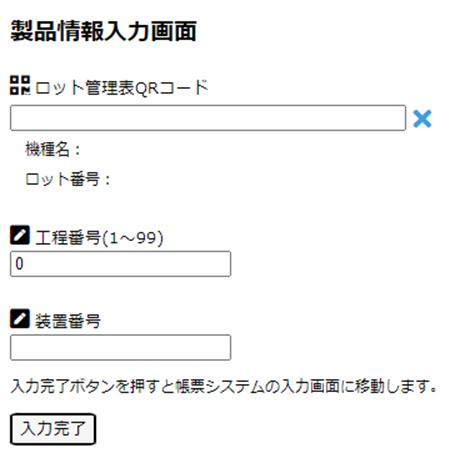 製品情報入力画面
ロット管理表QRコード
機種名：
ロット番号：
工程番号(1～99)
0
装置番号
入力完了ボタンを押すと帳票システムの入力画面に移動します。
入力完了